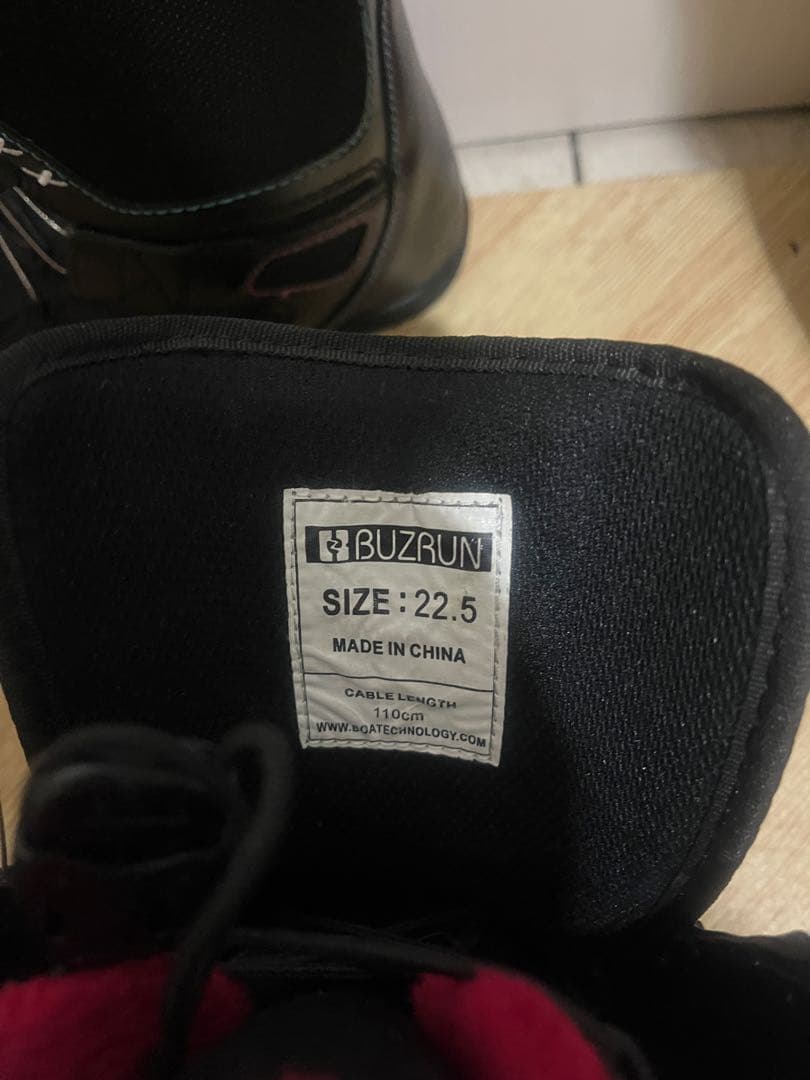 BUZRUN
SIZE : 22.5
MADE IN CHINA
CABLE LENGTH
110cm
WWW.BOATECHNOLOGY.COM